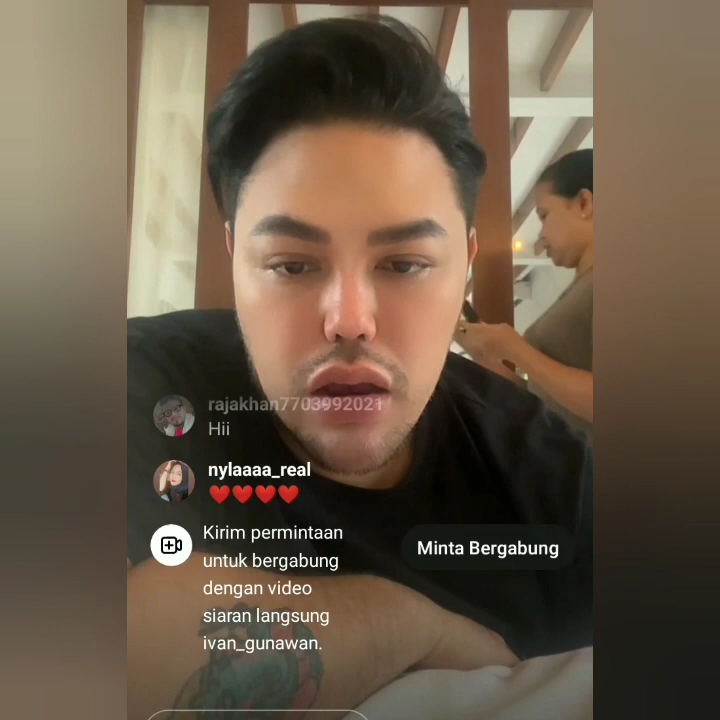 rajakhan7703992021
Hii
nylaaaa_real
❤️❤️❤️❤️
Kirim permintaan
untuk bergabung
dengan video
siaran langsung
ivan_gunawan.
Minta Bergabung